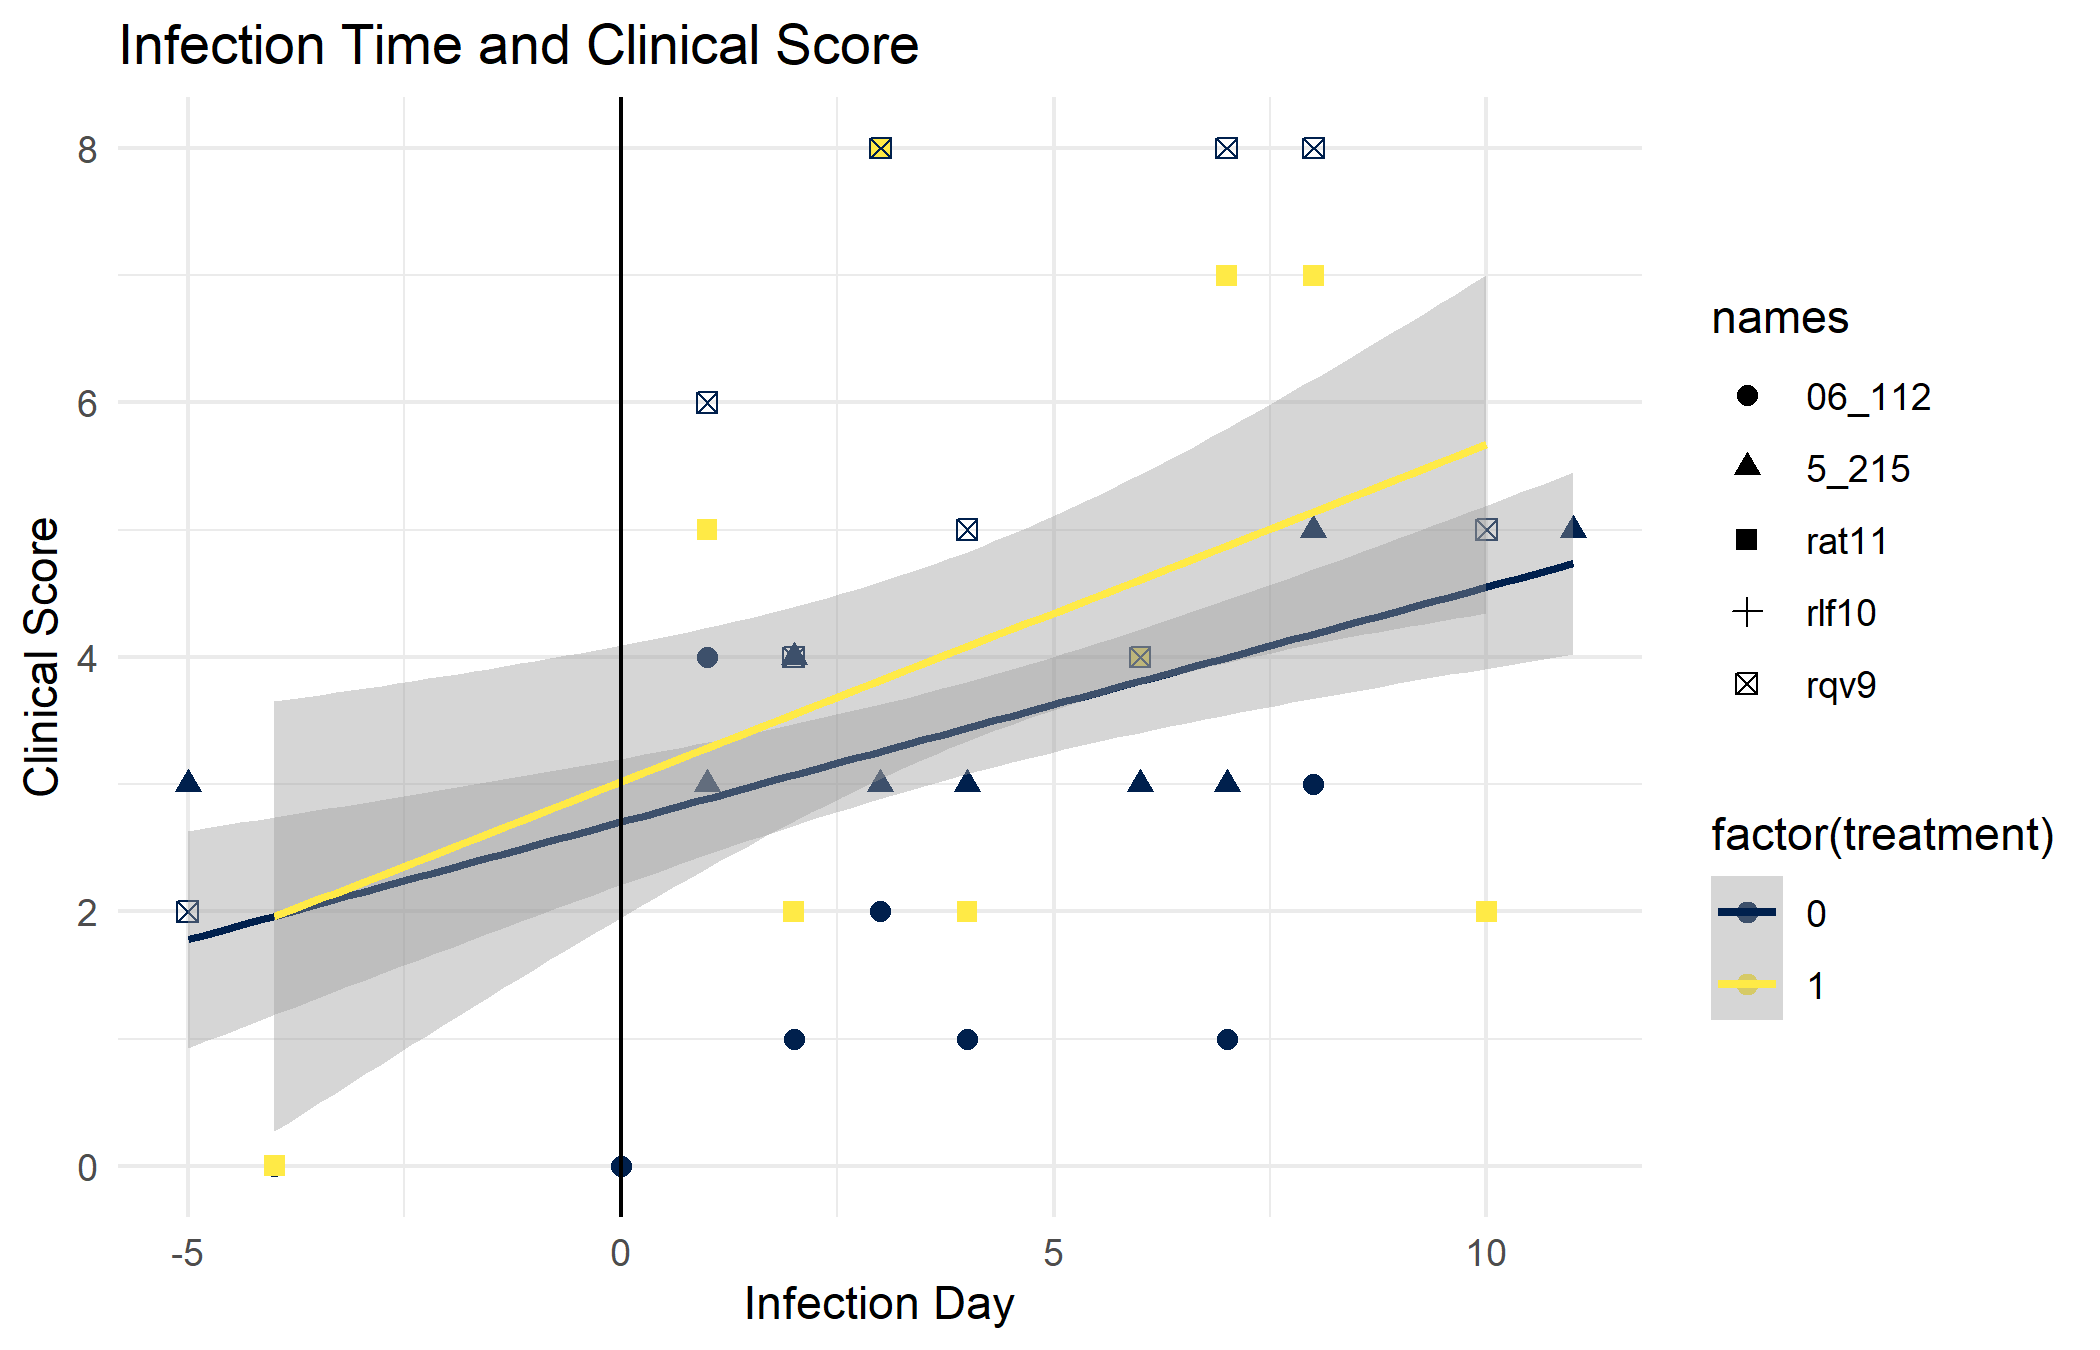 Infection Time and Clinical Score
Clinical Score
8
6
4
2
0
-5
0
5
10
Infection Day
names
06_112
5_215
rat11
rlf10
rqv9
factor(treatment)
0
1